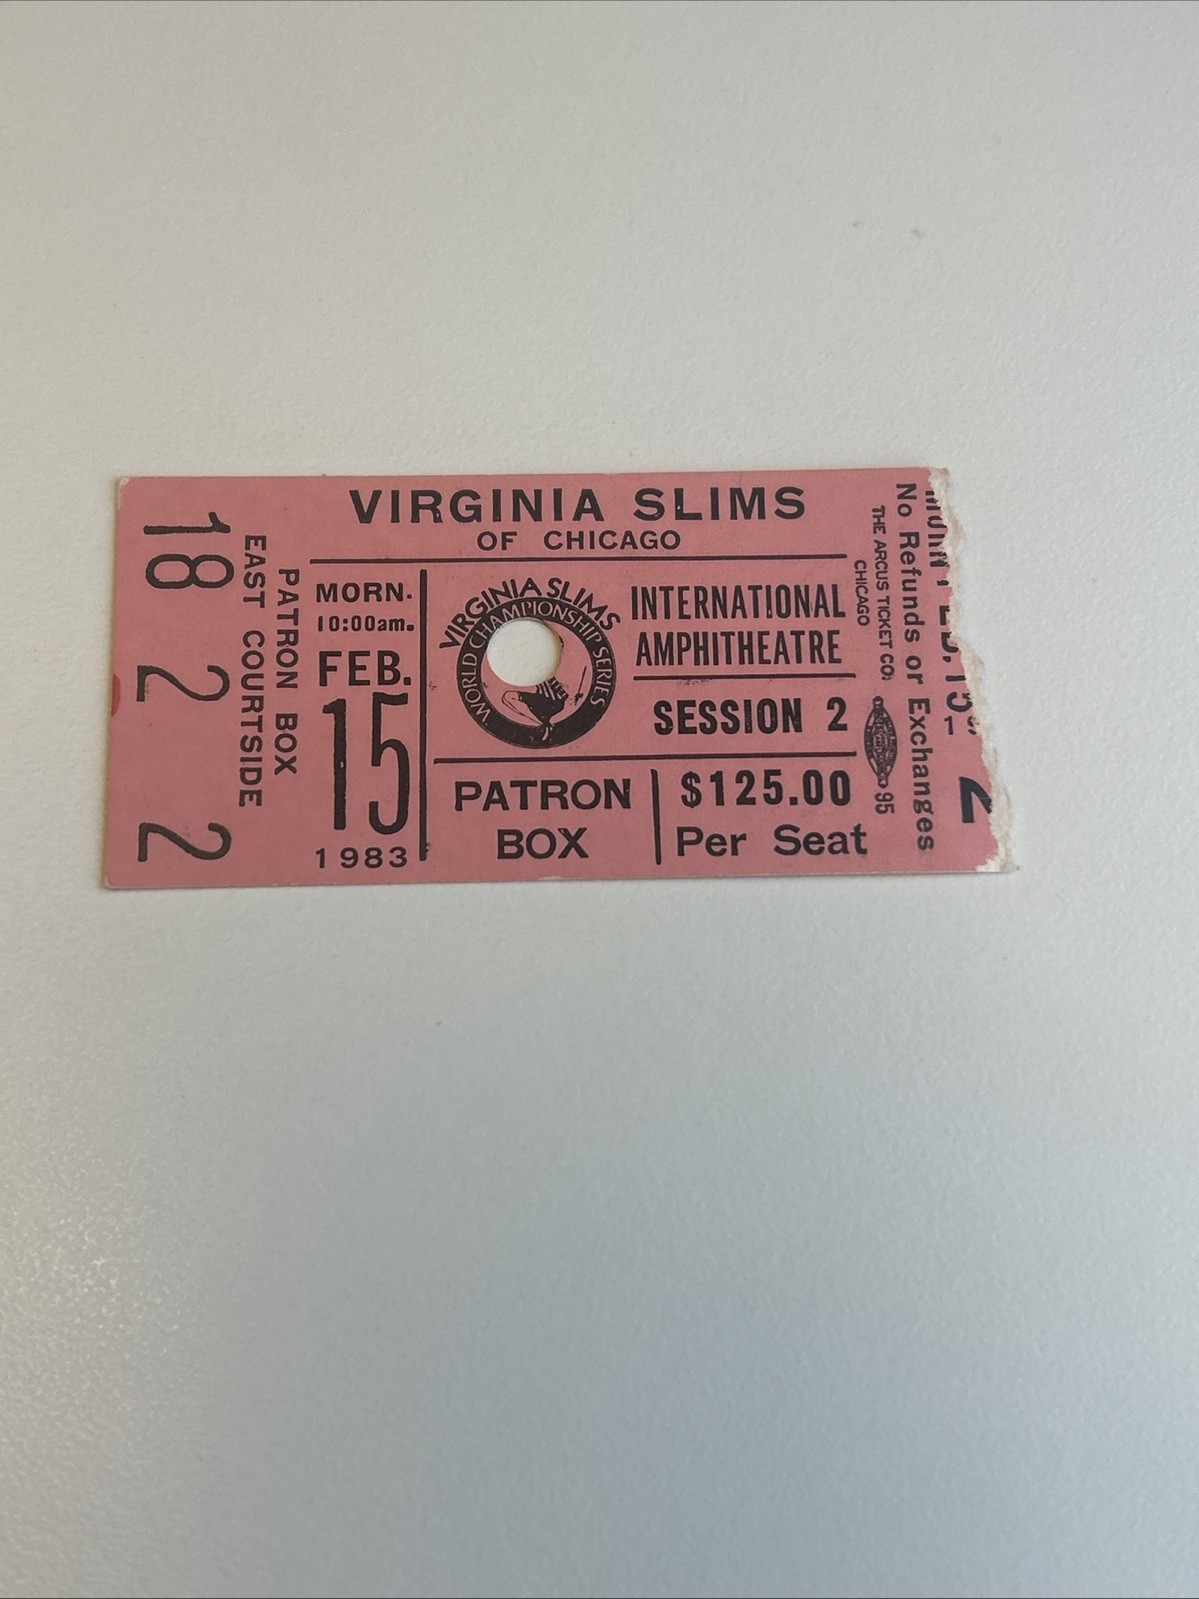 18 2 2
EAST COURTSIDE
PATRON BOX
VIRGINIA SLIMS
OF CHICAGO
MORN.
10:00am.
FEB.
15
1983
VIRGINIA SLIMS
WORLD CHAMPIONSHIP SERIES
INTERNATIONAL
AMPHITHEATRE
SESSION 2
PATRON
BOX
$125.00
Per Seat
CHICAGO
THE ARCUS TICKET CO.
95
No Refunds or Exchanges
2